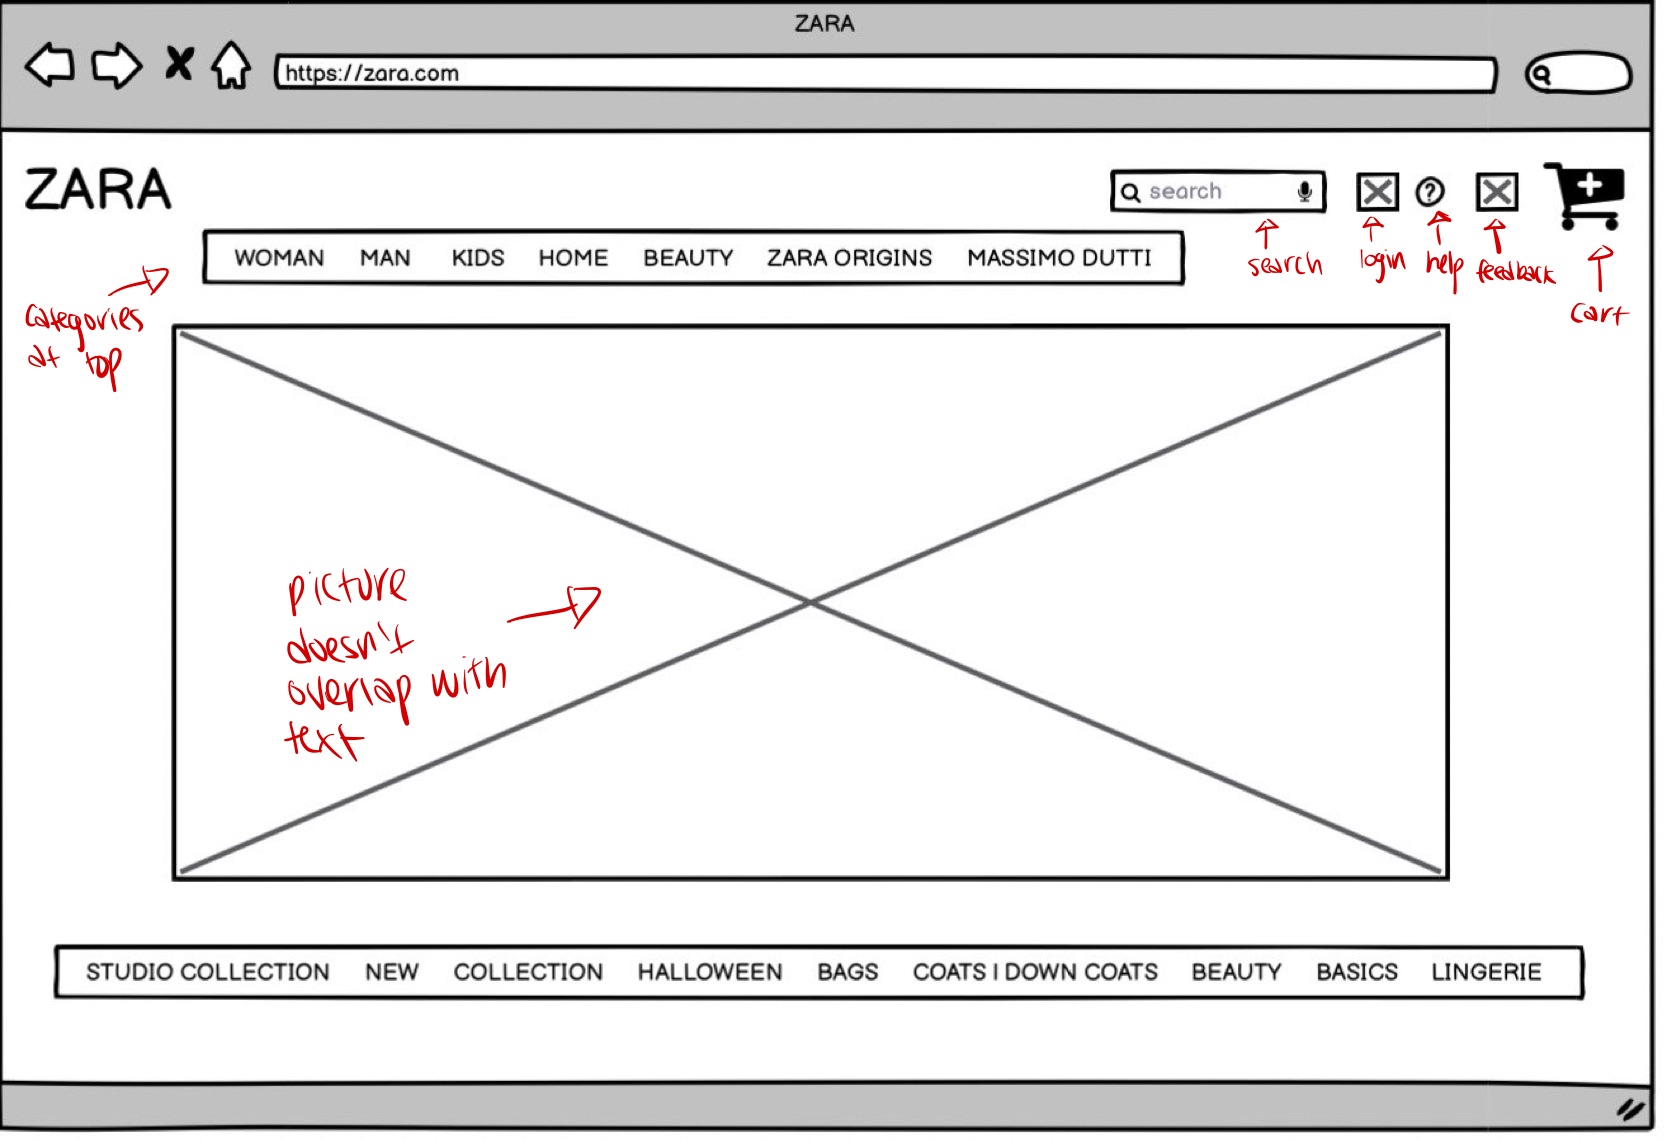 ZARA
https://zara.com
ZARA
search
search
login
help
feedback
cart
WOMAN MAN KIDS HOME BEAUTY ZARA ORIGINS MASSIMO DUTTI
categories
at top
picture
doesn't
overlap with
text
STUDIO COLLECTION NEW COLLECTION HALLOWEEN BAGS COATS | DOWN COATS BEAUTY BASICS LINGERIE